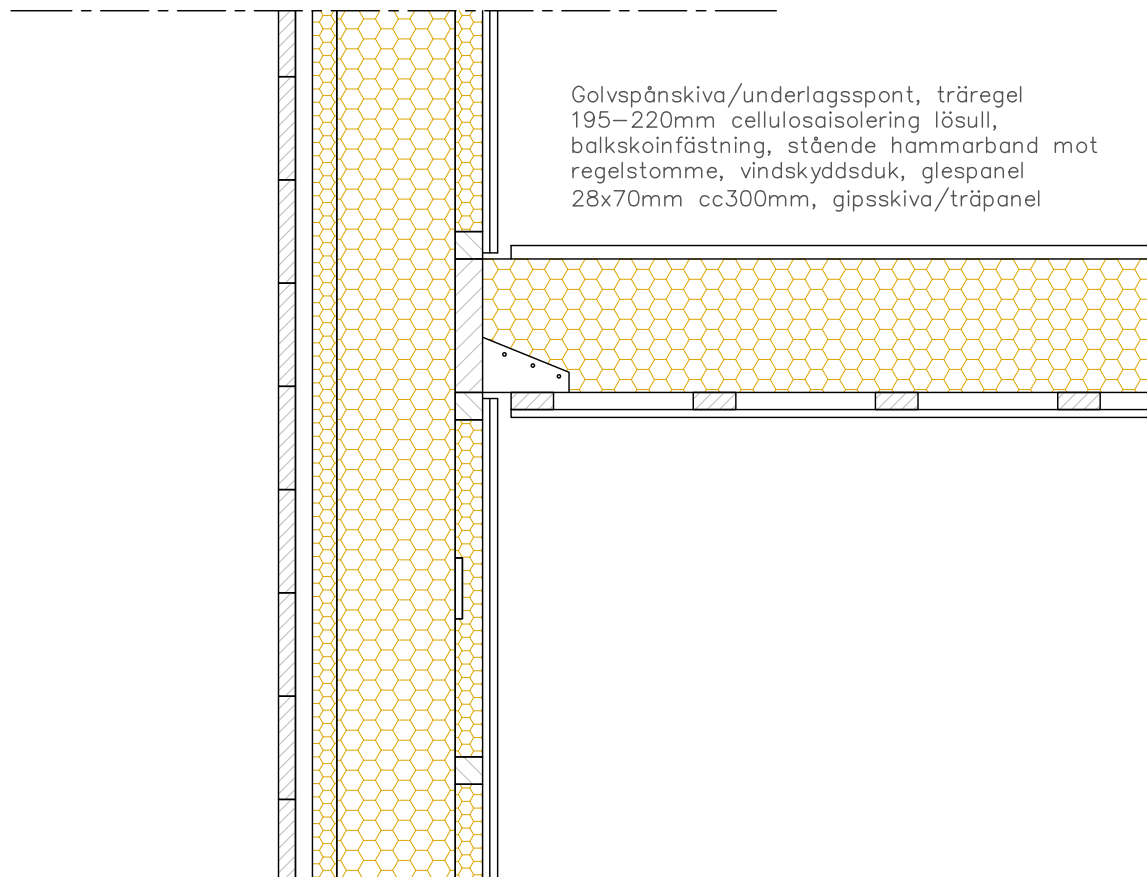 Golvspånskiva/underlagsspont, träregel
195-220mm cellulosaisolering lösull,
balkskoinfästning, stående hammarband mot
regelstomme, vindskyddsduk, glespanel
28x70mm cc300mm, gipsskiva/träpanel